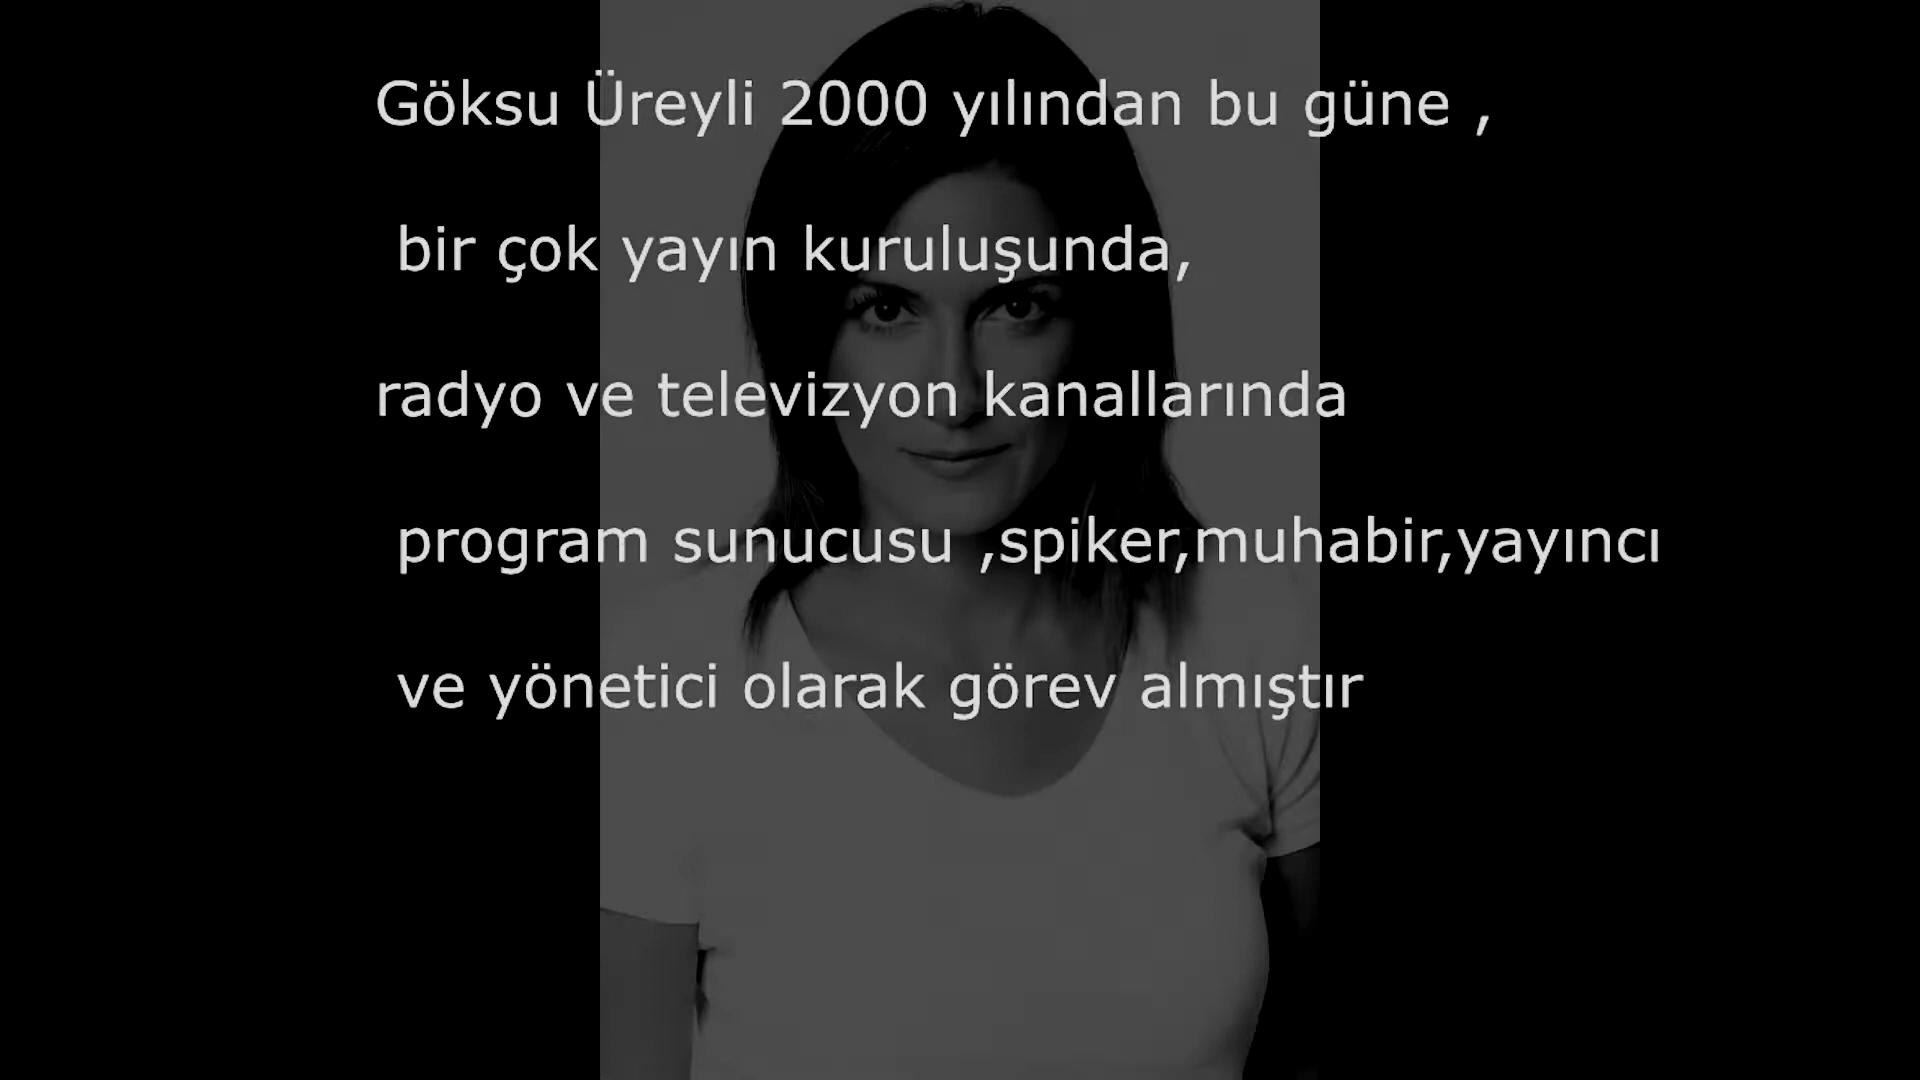 Göksu Üreyli 2000 yılından bu güne ,
bir çok yayın kuruluşunda,
radyo ve televizyon kanallarında
program sunucusu ,spiker,muhabir,yayıncı
ve yönetici olarak görev almıştır